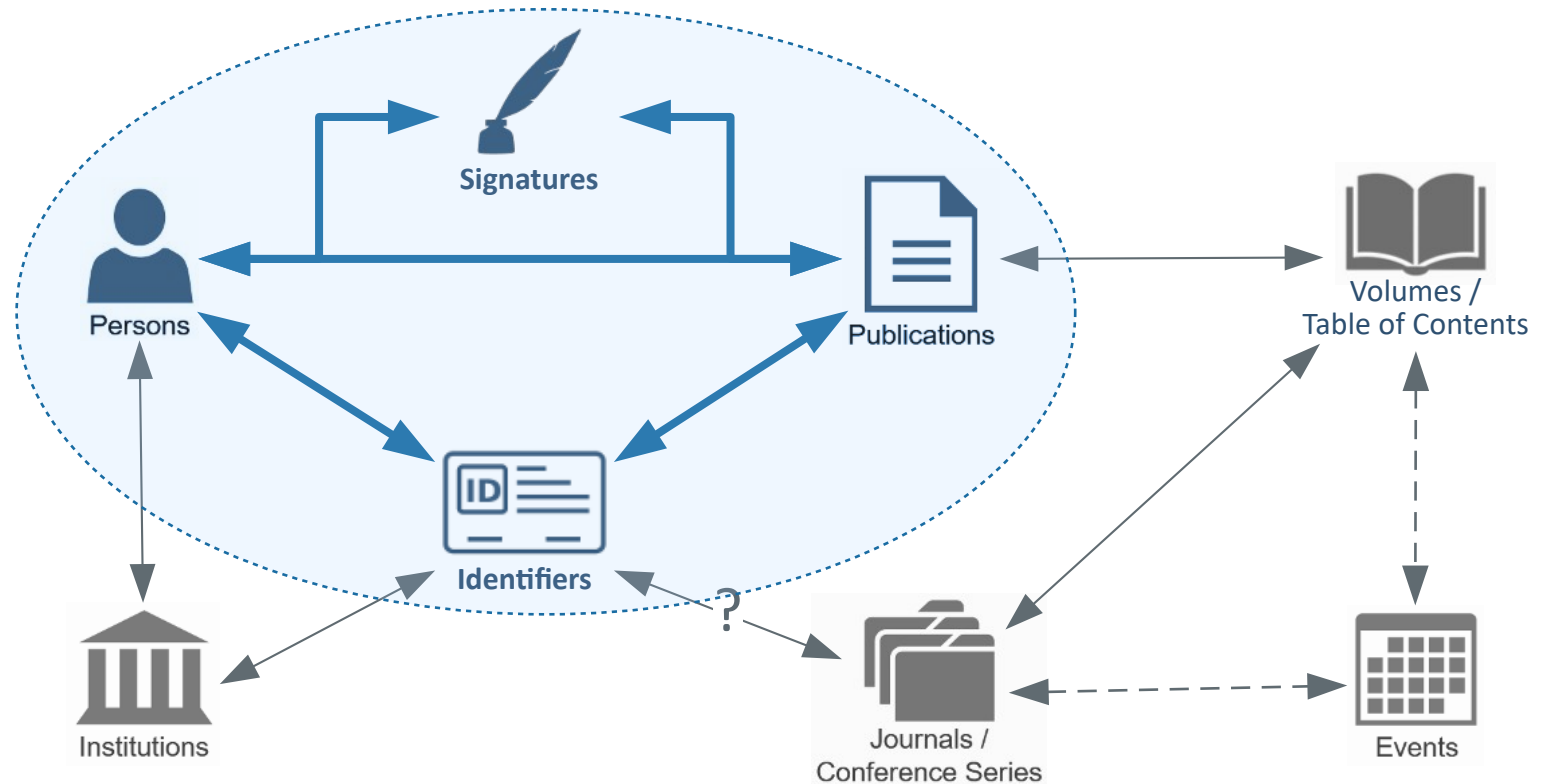 Signatures
Persons
Publications
Volumes /
Table of Contents
ID
Identifiers
?
Institutions
Journals /
Conference Series
Events